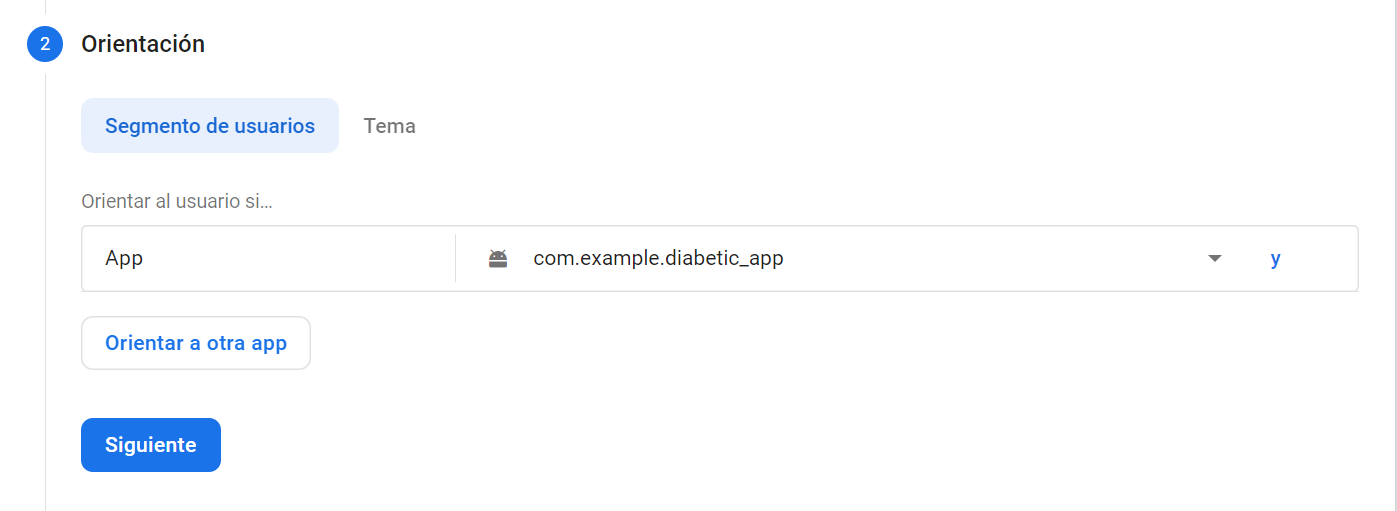 2 Orientación
Segmento de usuarios Tema
Orientar al usuario si...
App com.example.diabetic_app y
Orientar a otra app
Siguiente